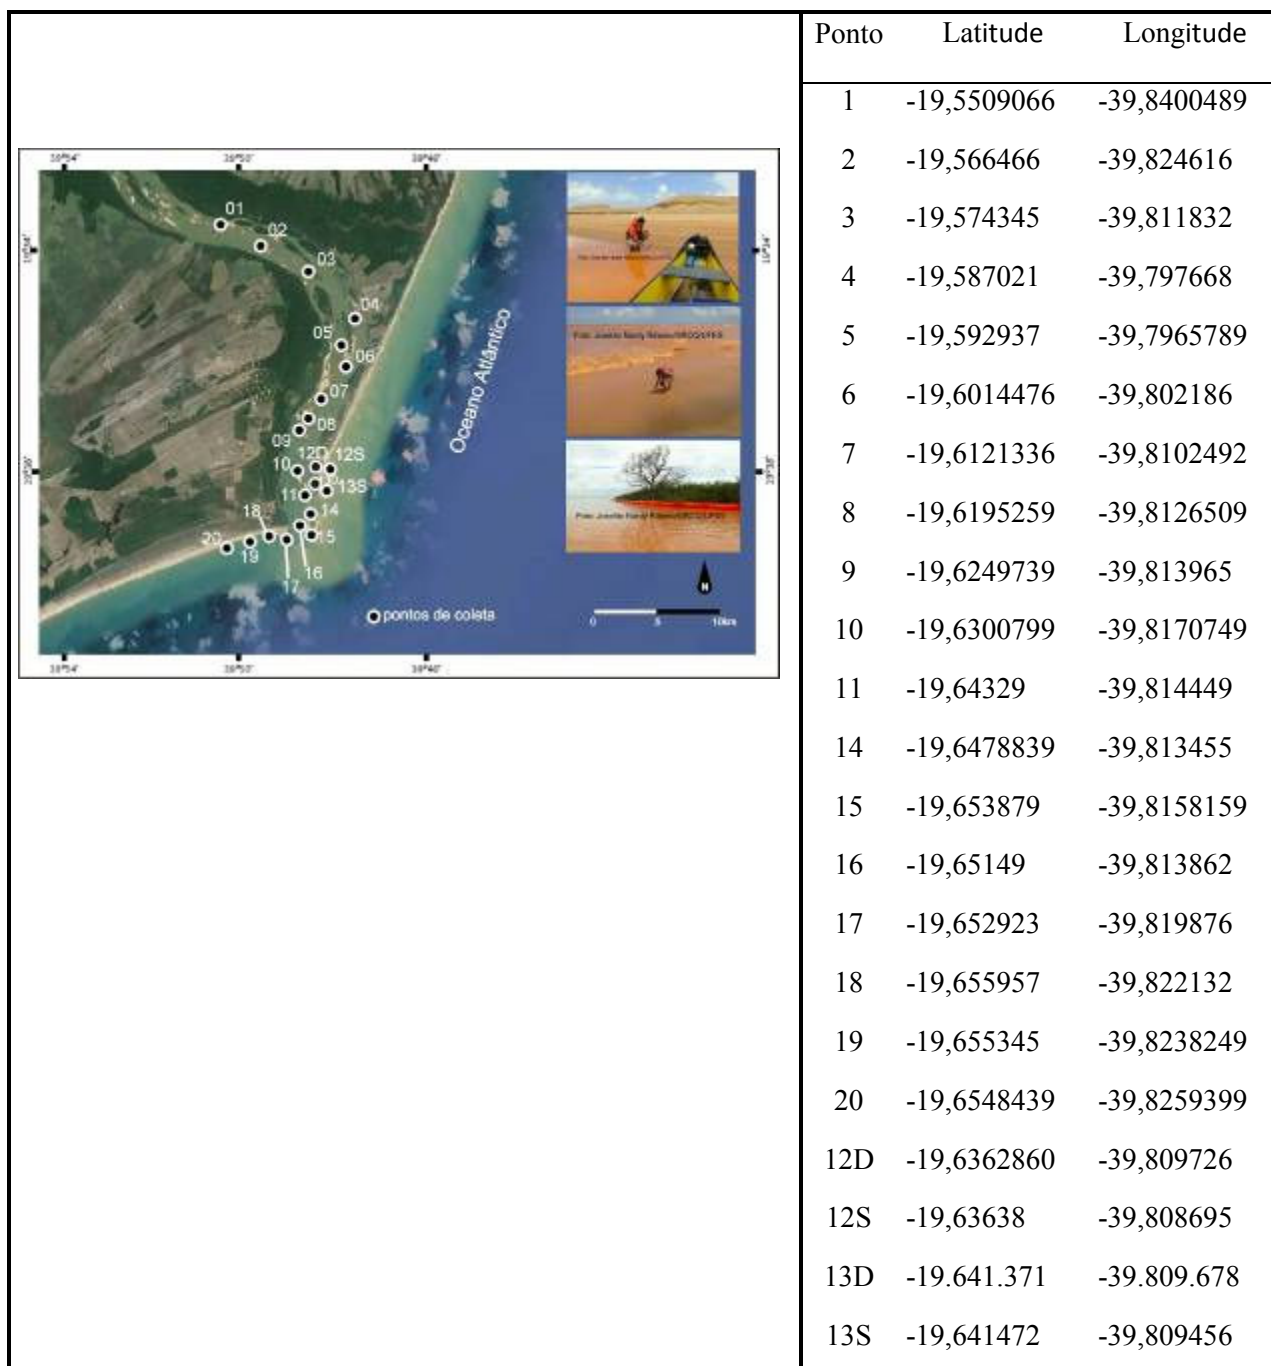 Ponto Latitude Longitude
1 -19,5509066 -39,8400489
2 -19,566466 -39,824616
3 -19,574345 -39,811832
4 -19,587021 -39,797668
5 -19,592937 -39,7965789
6 -19,6014476 -39,802186
7 -19,6121336 -39,8102492
8 -19,6195259 -39,8126509
9 -19,6249739 -39,813965
10 -19,6300799 -39,8170749
11 -19,64329 -39,814449
14 -19,6478839 -39,813455
15 -19,653879 -39,8158159
16 -19,65149 -39,813862
17 -19,652923 -39,819876
18 -19,655957 -39,822132
19 -19,655345 -39,8238249
20 -19,6548439 -39,8259399
12D -19,6362860 -39,809726
12S -19,63638 -39,808695
13D -19.641.371 -39.809.678
13S -19,641472 -39,809456
01
02
03
04
05
06
07
08
09
12D 12S
10
11 13S
14
18
15
20 19
16
17
Oceano Atlântico
pontos de coleta
N
0 5 10km